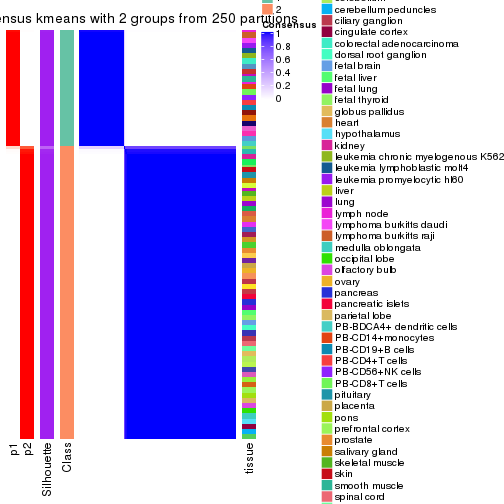 ensus kmeans with 2 groups from 250 partitions
2
Consensus
1
0.8
0.6
0.4
0.2
0
cerebellum peduncles
ciliary ganglion
cingulate cortex
colorectal adenocarcinoma
dorsal root ganglion
fetal brain
fetal liver
fetal lung
fetal thyroid
globus pallidus
heart
hypothalamus
kidney
leukemia chronic myelogenous K562
leukemia lymphoblastic molt4
leukemia promyelocytic hl60
liver
lung
lymph node
lymphoma burkitts daudi
lymphoma burkitts raji
medulla oblongata
occipital lobe
olfactory bulb
ovary
pancreas
pancreatic islets
parietal lobe
PB-BDCA4+ dendritic cells
PB-CD14+monocytes
PB-CD19+B cells
PB-CD4+T cells
PB-CD56+NK cells
PB-CD8+T cells
pituitary
placenta
pons
prefrontal cortex
prostate
salivary gland
skeletal muscle
skin
smooth muscle
spinal cord
p1
p2
Silhouette
Class
tissue